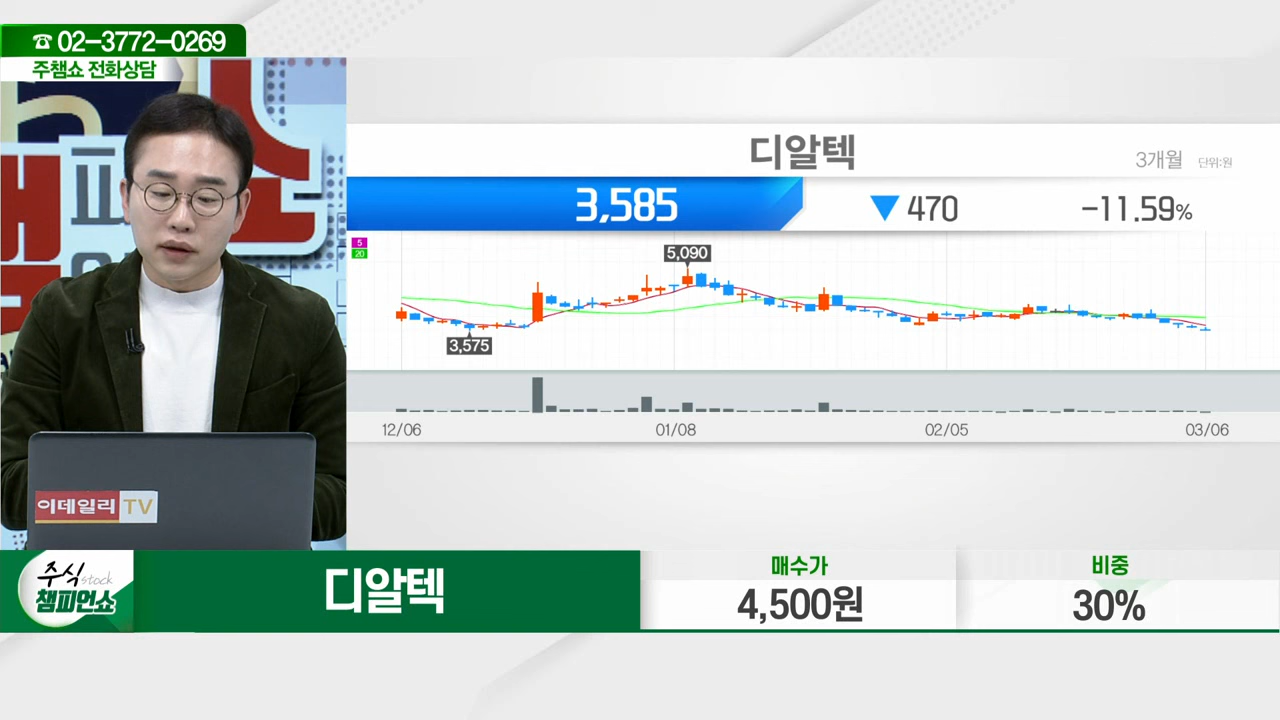 ☎ 02-3772-0269
주챔쇼 전화상담
디알텍
3개월 단위:원
3,585 ▼ 470 -11.59%
5
20
5,090
3,575
12/06 01/08 02/05 03/06
이데일리 TV
주식 stock
챔피언쇼
디알텍
매수가
4,500원
비중
30%